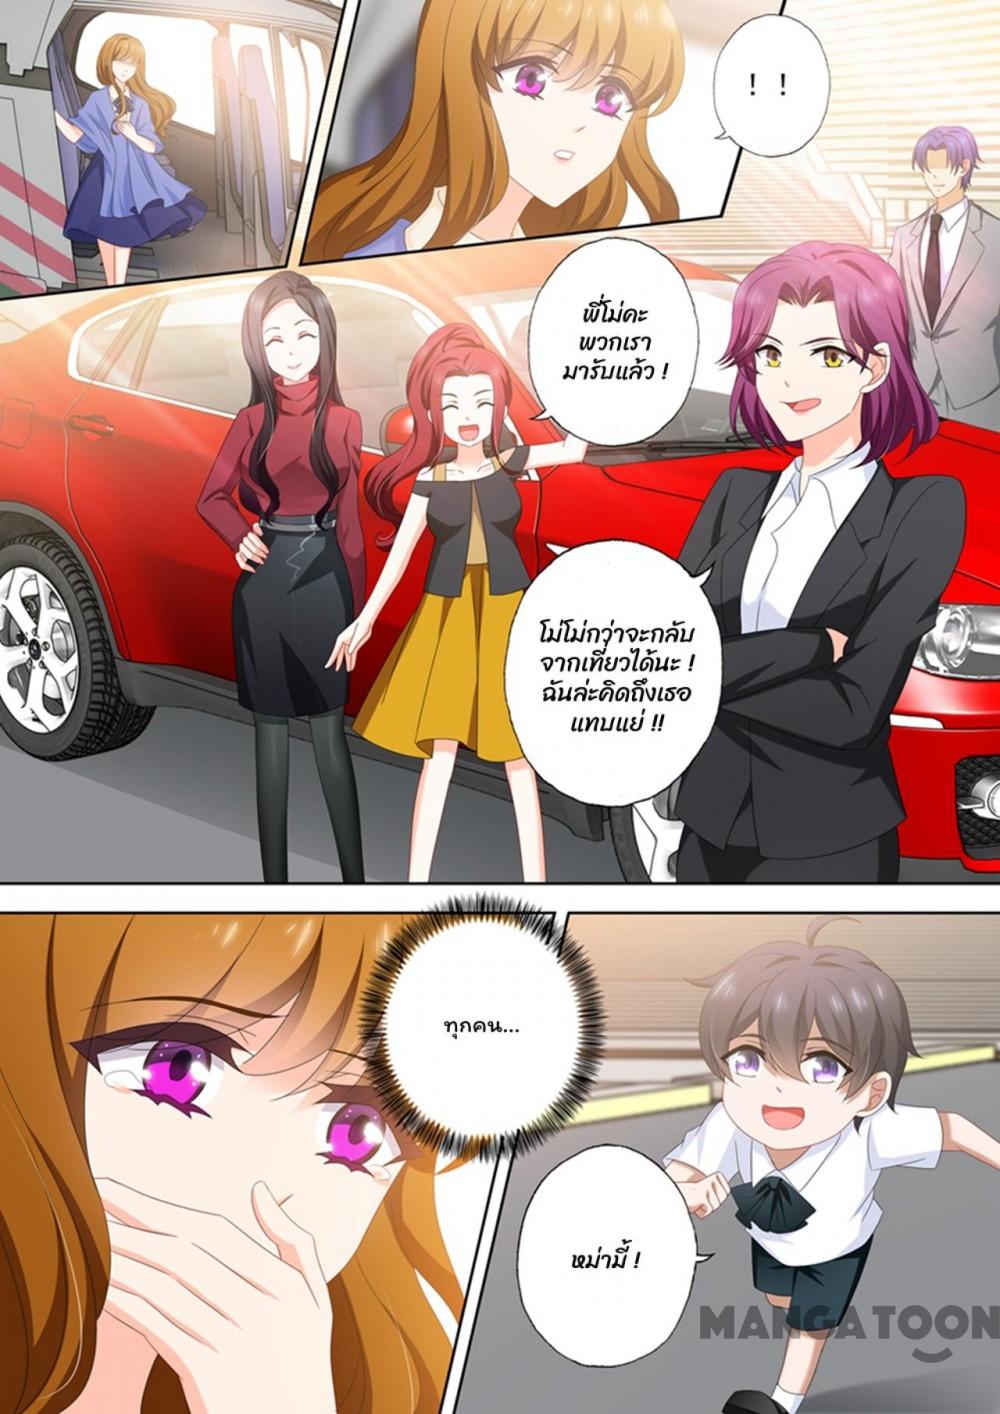 ! !
พี่โม่คะ
พวกเรา
มารับแล้ว !
โม่โม่กว่าจะกลับ
จากเที่ยวได้นะ !
ฉันล่ะคิดถึงเธอ
แทบแย่ !!
ทุกคน...
หม่ามี้ !
MANGATOON